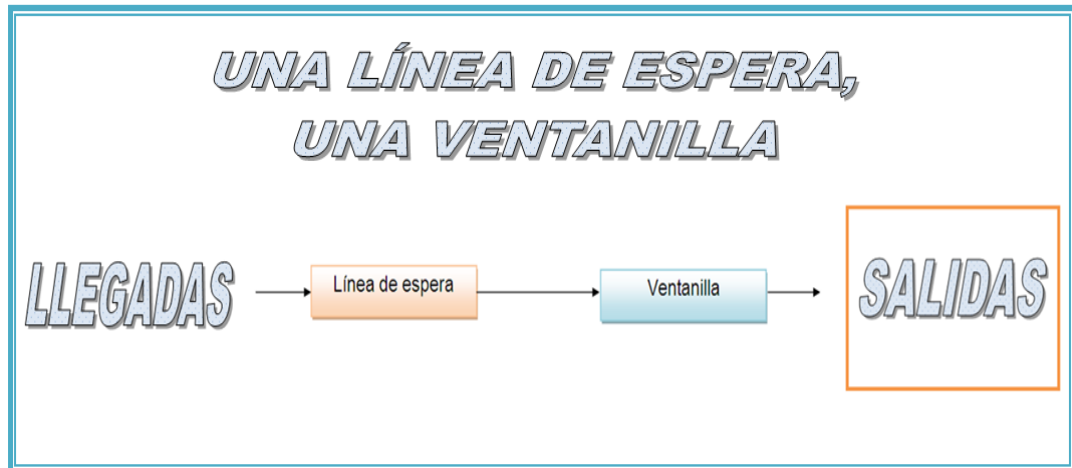 UNA LÍNEA DE ESPERA,
UNA VENTANILLA
LLEGADAS
Línea de espera
Ventanilla
SALIDAS